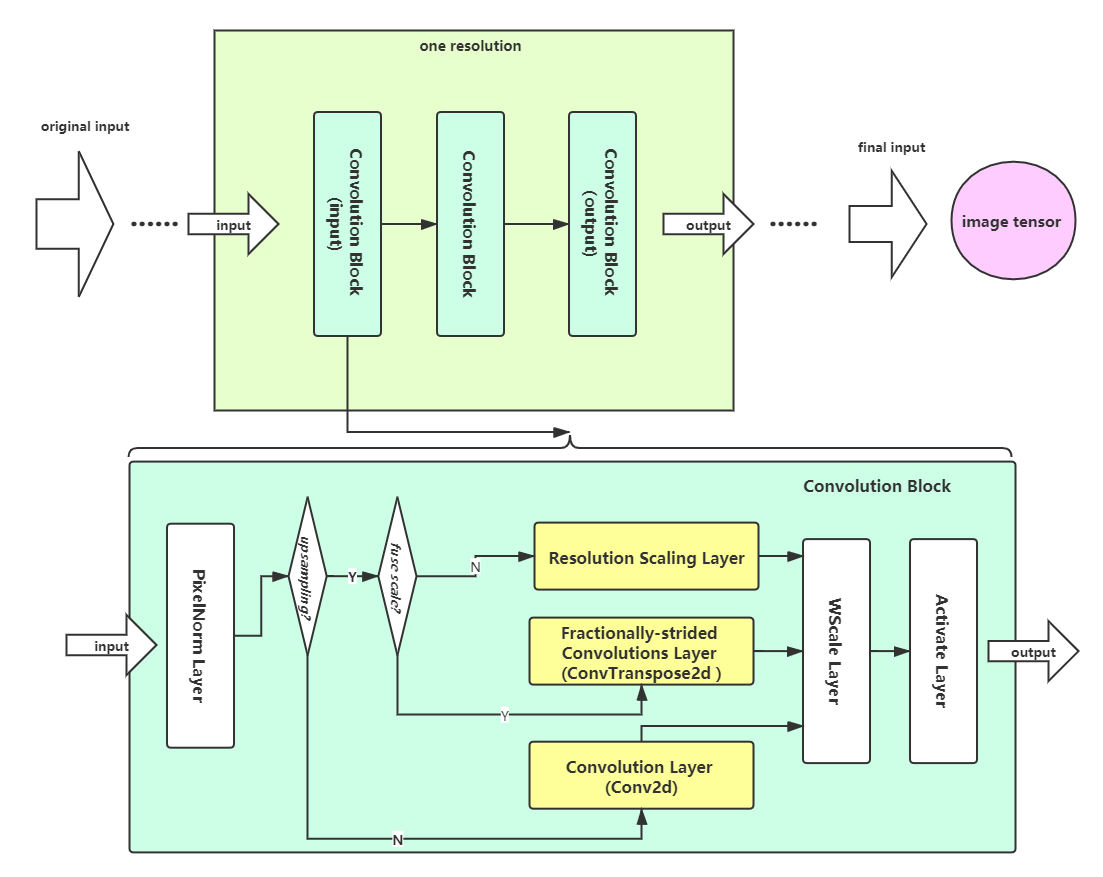 one resolution
original input
input
Convolution Block
(input)
Convolution Block
Convolution Block
(output)
output
final input
image tensor
Convolution Block
input
PixelNorm Layer
upsampling?
Y
fuse scale?
N
Resolution Scaling Layer
Fractionally-strided
Convolutions Layer
(ConvTranspose2d )
Y
Convolution Layer
(Conv2d)
N
WScale Layer
Activate Layer
output